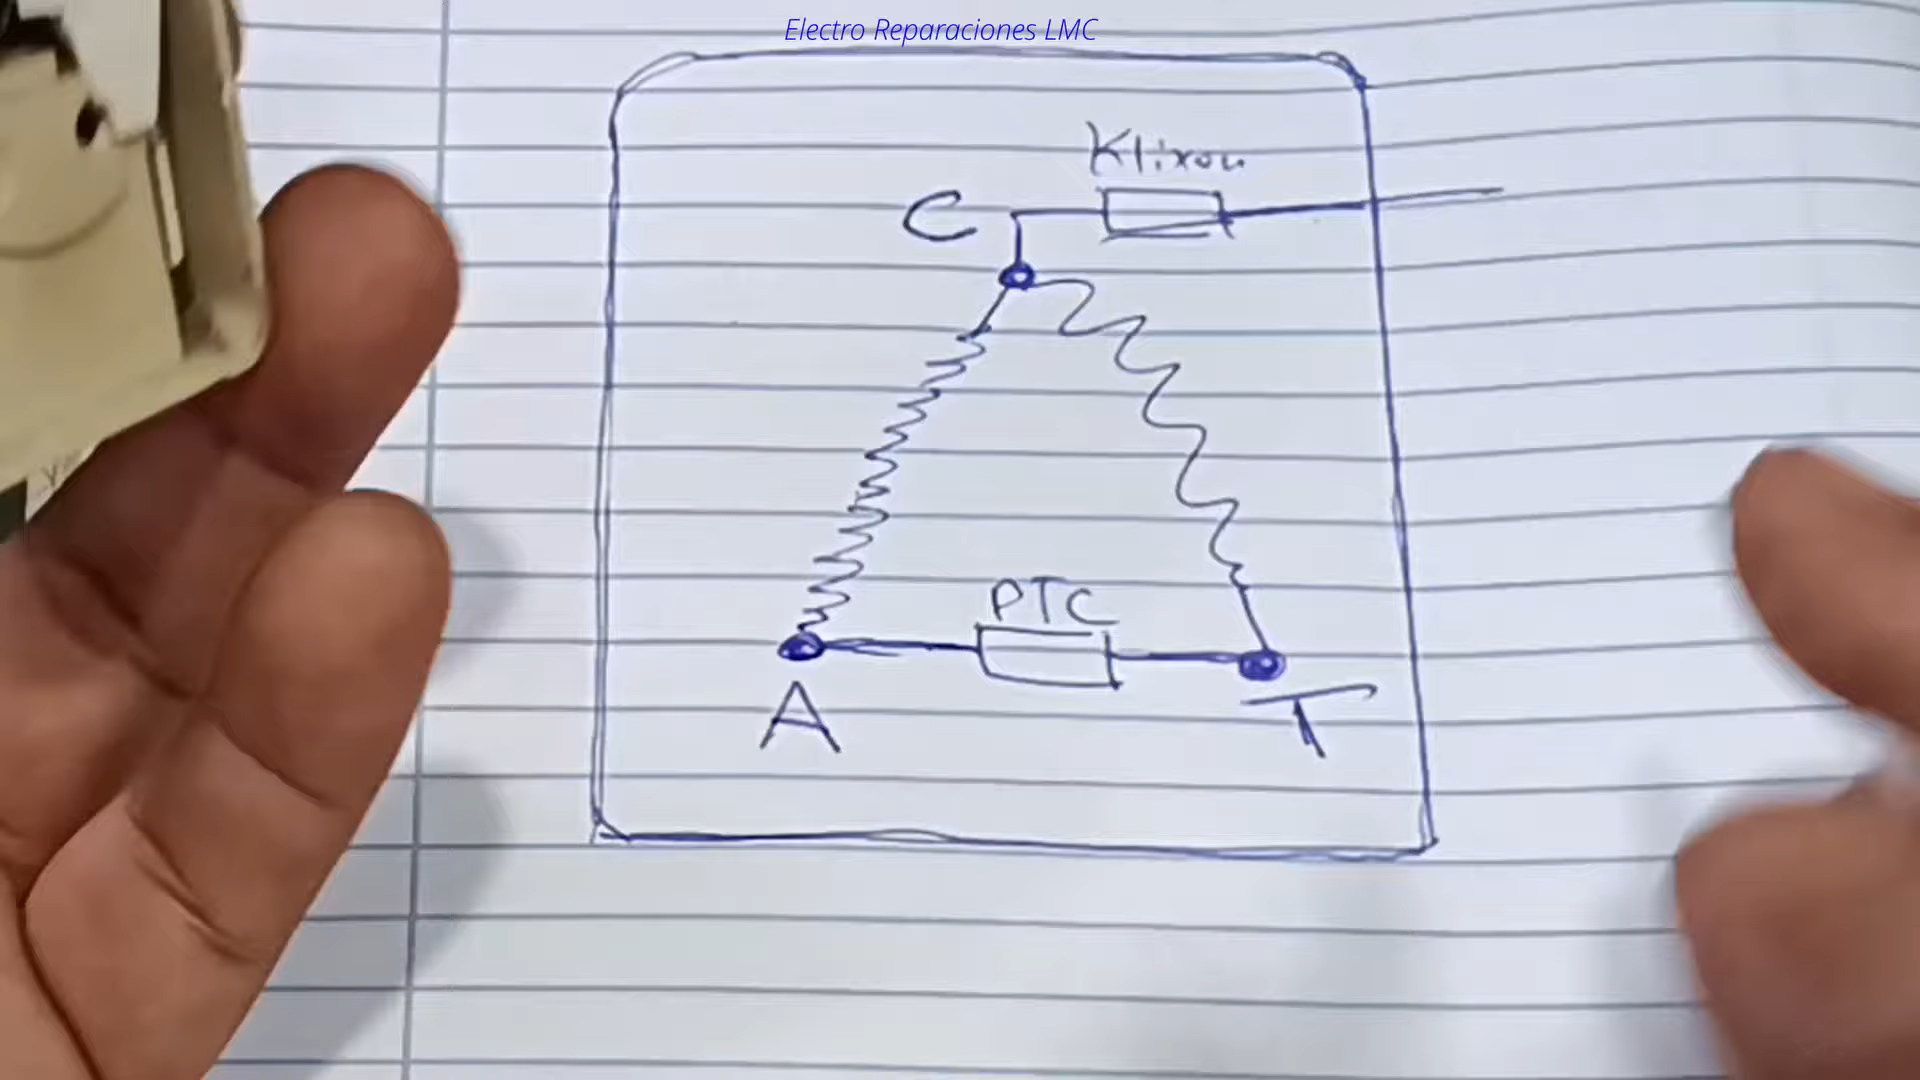 Electro Reparaciones LMC
Klixon
C
PTC
A
T